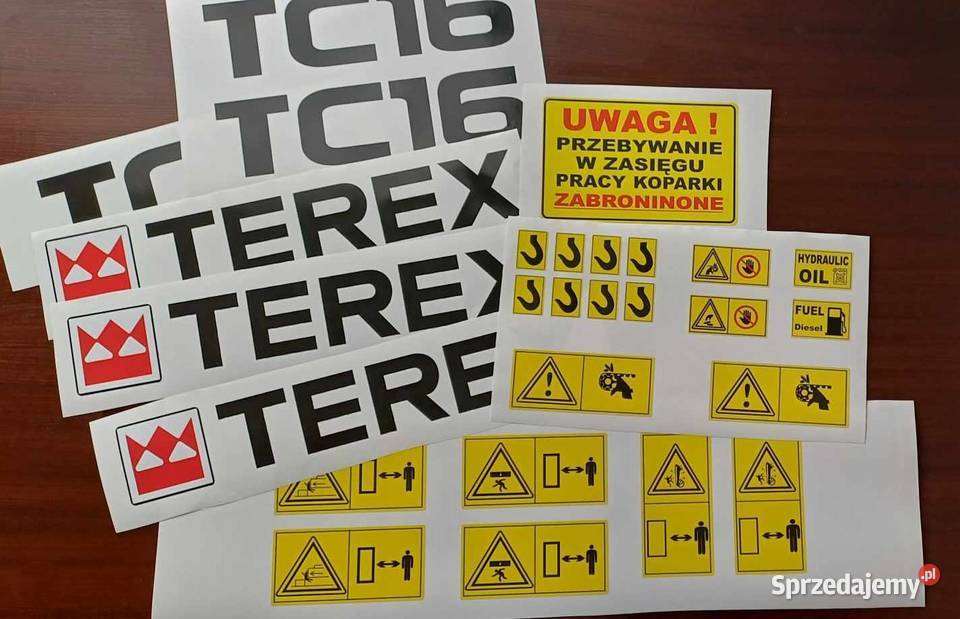 TC16
TC16
TC
TEREX
TEREX
TEREX
UWAGA !
PRZEBYWANIE
W ZASIĘGU
PRACY KOPARKI
ZABRONINONE
HYDRAULIC
OIL
FUEL
Diesel
Sprzedajemy.pl